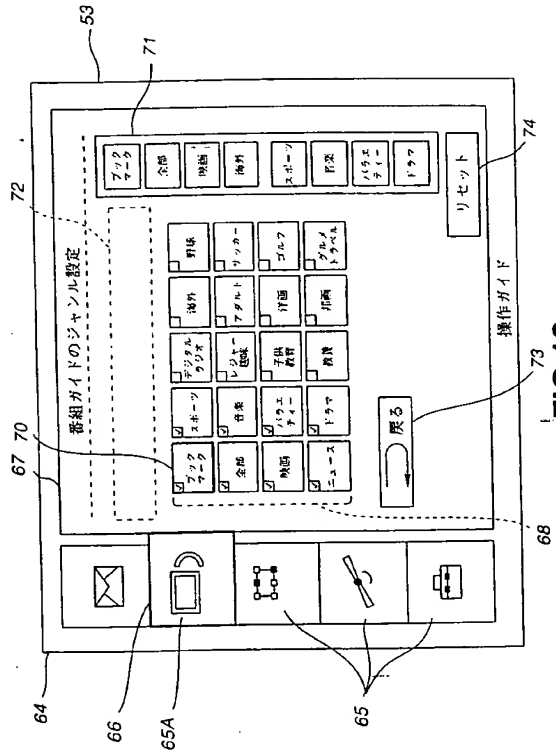 64
66
65A
65
67
70
68
72
73
71
53
74
番組ガイドのジャンル設定
ブック
マーク
スポーツ
デジタル
ラジオ
海外
野球
全部
音楽
レジャー
趣味
アダルト
サッカー
映画
バラエ
ティー
子供
教育
洋画
ゴルフ
ニュース
ドラマ
教養
邦画
グルメ
トラベル
ブック
マーク
全部
映画
海外
スポーツ
音楽
バラエ
ティー
ドラマ
戻る
リセット
操作ガイド